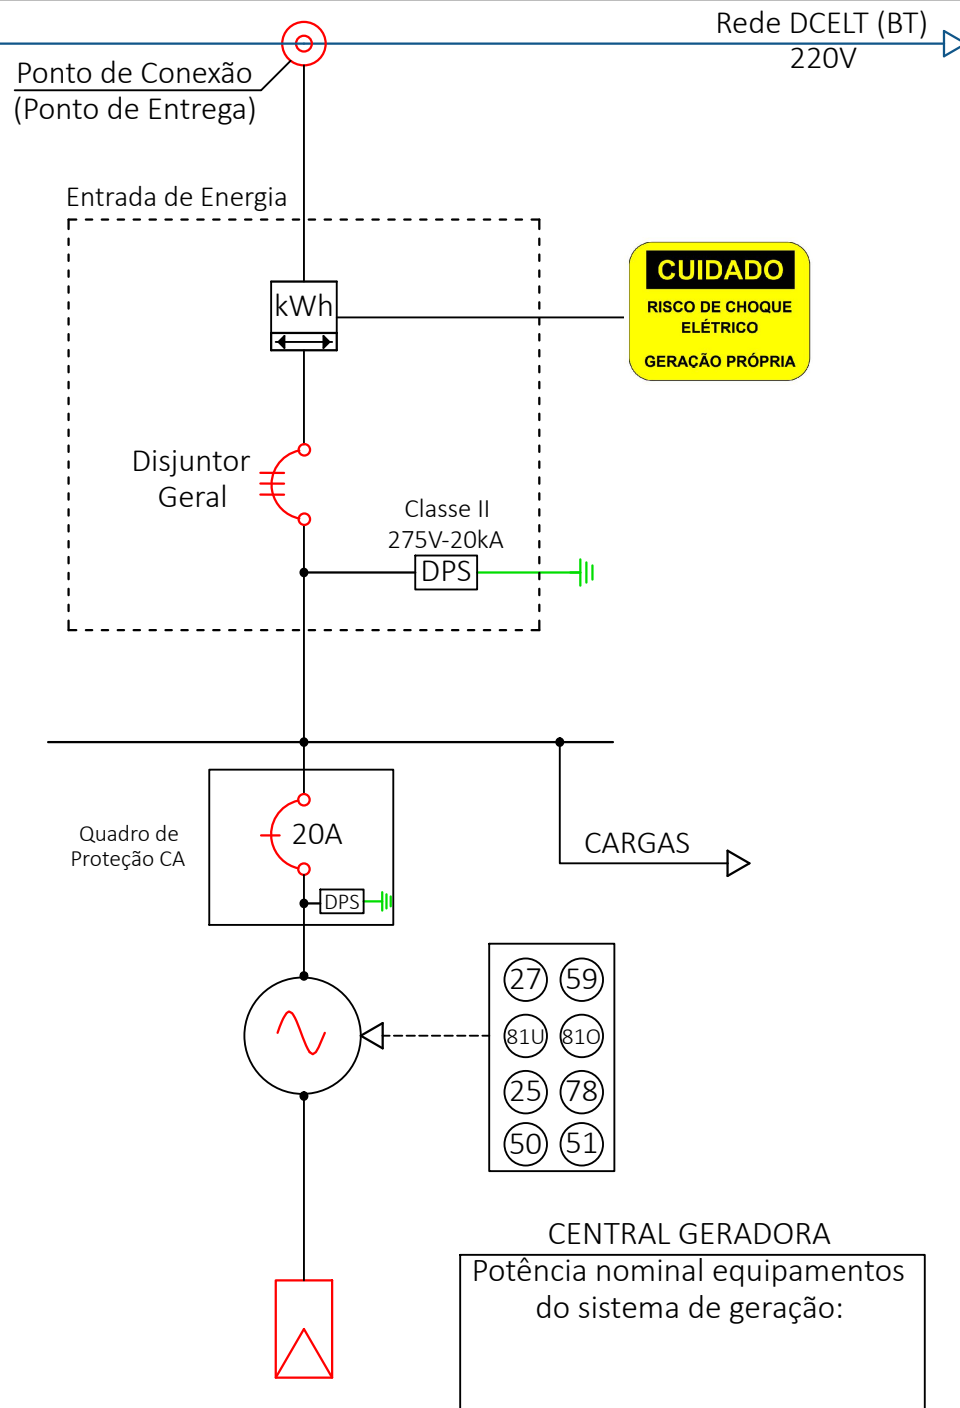 Rede DCELT (BT)
220V
Ponto de Conexão
(Ponto de Entrega)
Entrada de Energia
kWh
CUIDADO
RISCO DE CHOQUE
ELÉTRICO
GERAÇÃO PRÓPRIA
Disjuntor
Geral
Classe II
275V-20kA
DPS
Quadro de
Proteção CA
20A
DPS
CARGAS
27 59
81U 81O
25 78
50 51
CENTRAL GERADORA
Potência nominal equipamentos
do sistema de geração: